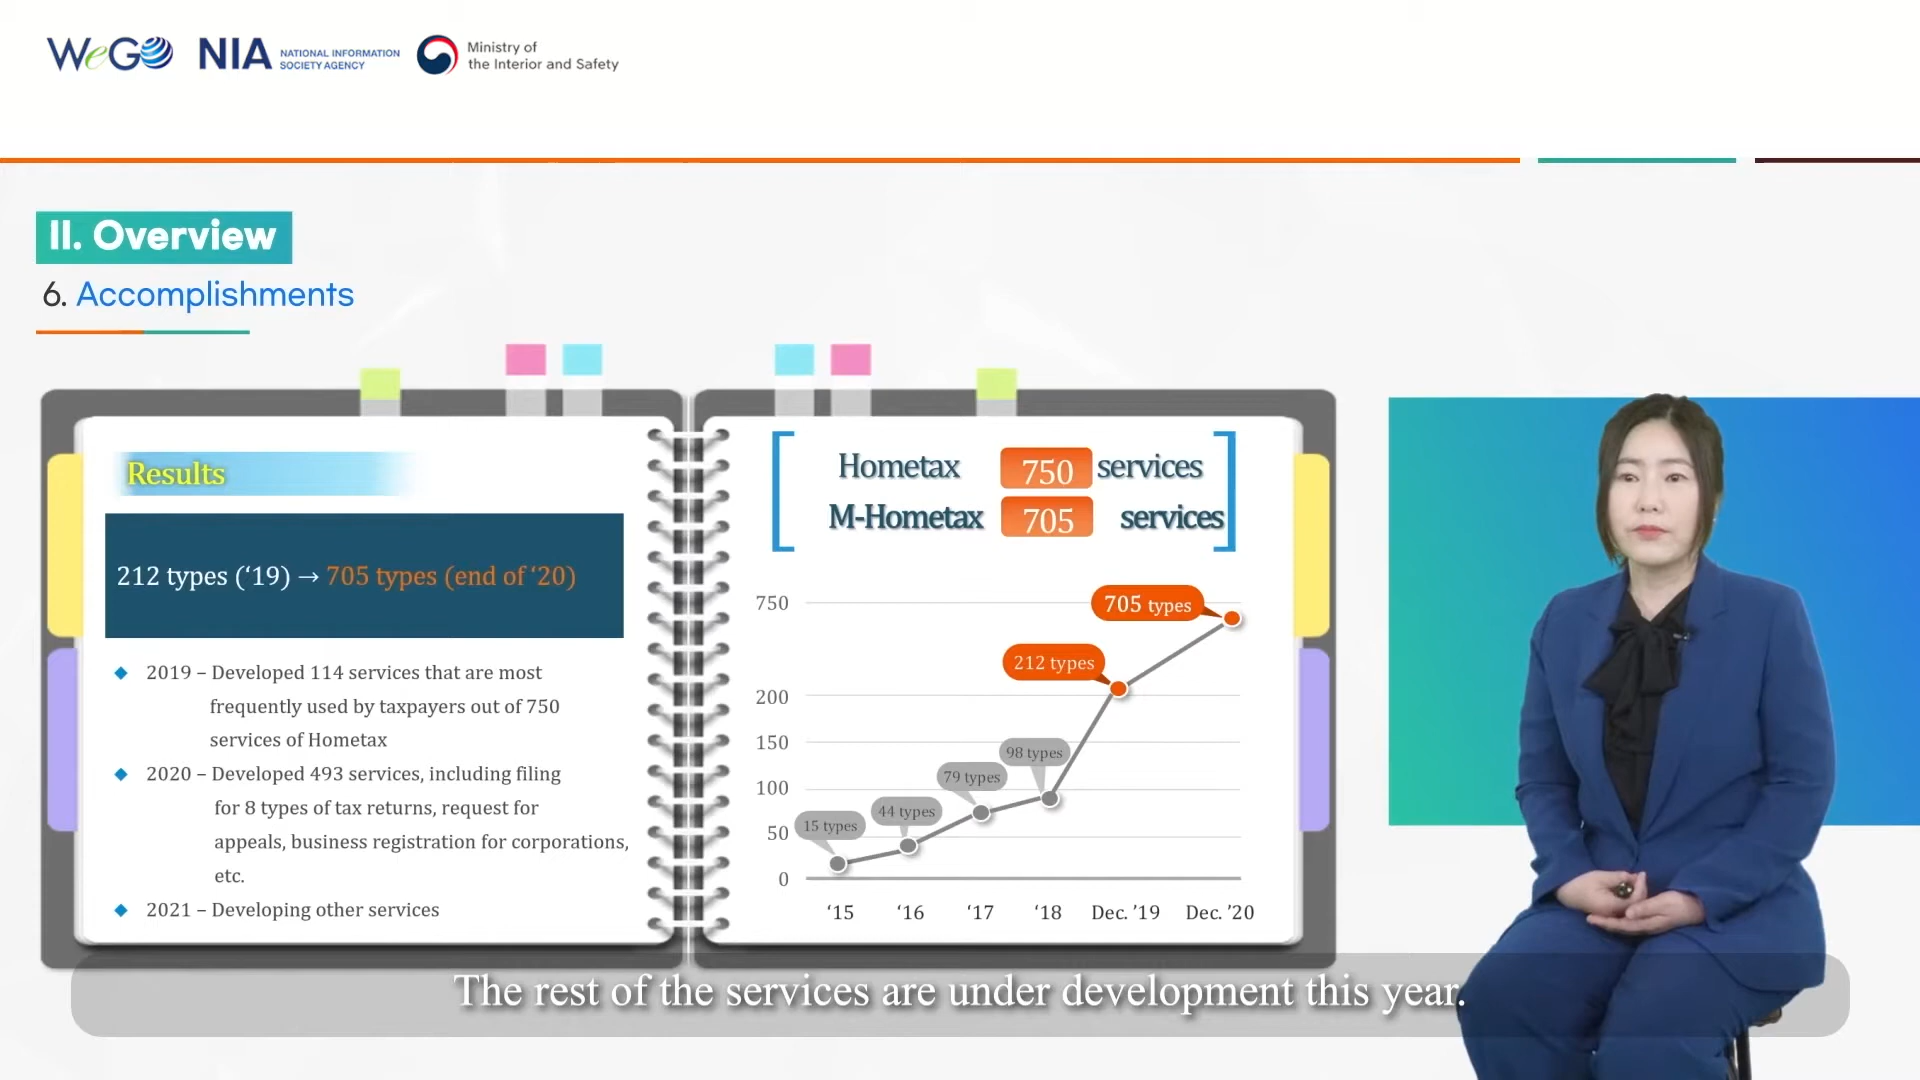 WeGO NIA NATIONAL INFORMATION
SOCIETY AGENCY
Ministry of
the Interior and Safety
II. Overview
6. Accomplishments
Results
212 types (‘19) → 705 types (end of ‘20)
2019 – Developed 114 services that are most
frequently used by taxpayers out of 750
services of Hometax
2020 – Developed 493 services, including filing
for 8 types of tax returns, request for
appeals, business registration for corporations,
etc.
2021 – Developing other services
Hometax 750 services
M-Hometax 705 services
750
200
150
100
50
0
15 types
44 types
79 types
98 types
212 types
705 types
‘15 ‘16 ‘17 ‘18 Dec. ’19 Dec. ’20
The rest of the services are under development this year.